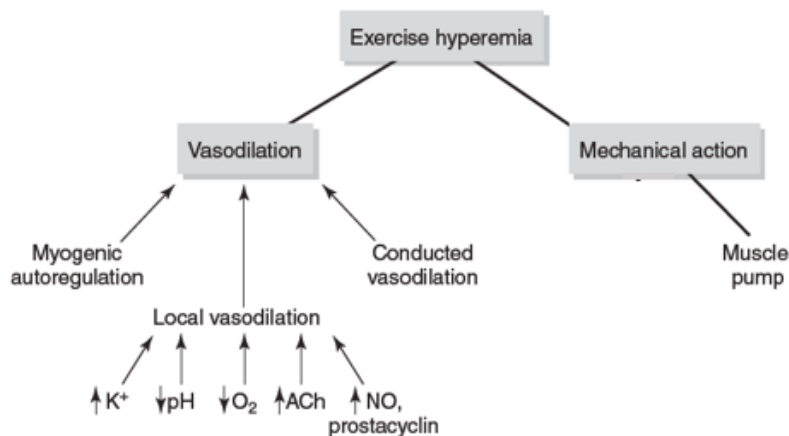 Exercise hyperemia
Vasodilation
Mechanical action
Myogenic
autoregulation
Conducted
vasodilation
Muscle
pump
Local vasodilation
↑K⁺ ↓pH ↓O₂ ↑ACh ↑NO,
prostacyclin